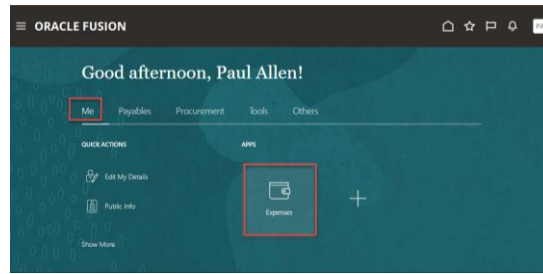 ORACLE FUSION
Good afternoon, Paul Allen!
Me Payables Procurement Tools Others
QUICK ACTIONS
APPS
Edit My Details
Public Info
Show More
Expenses